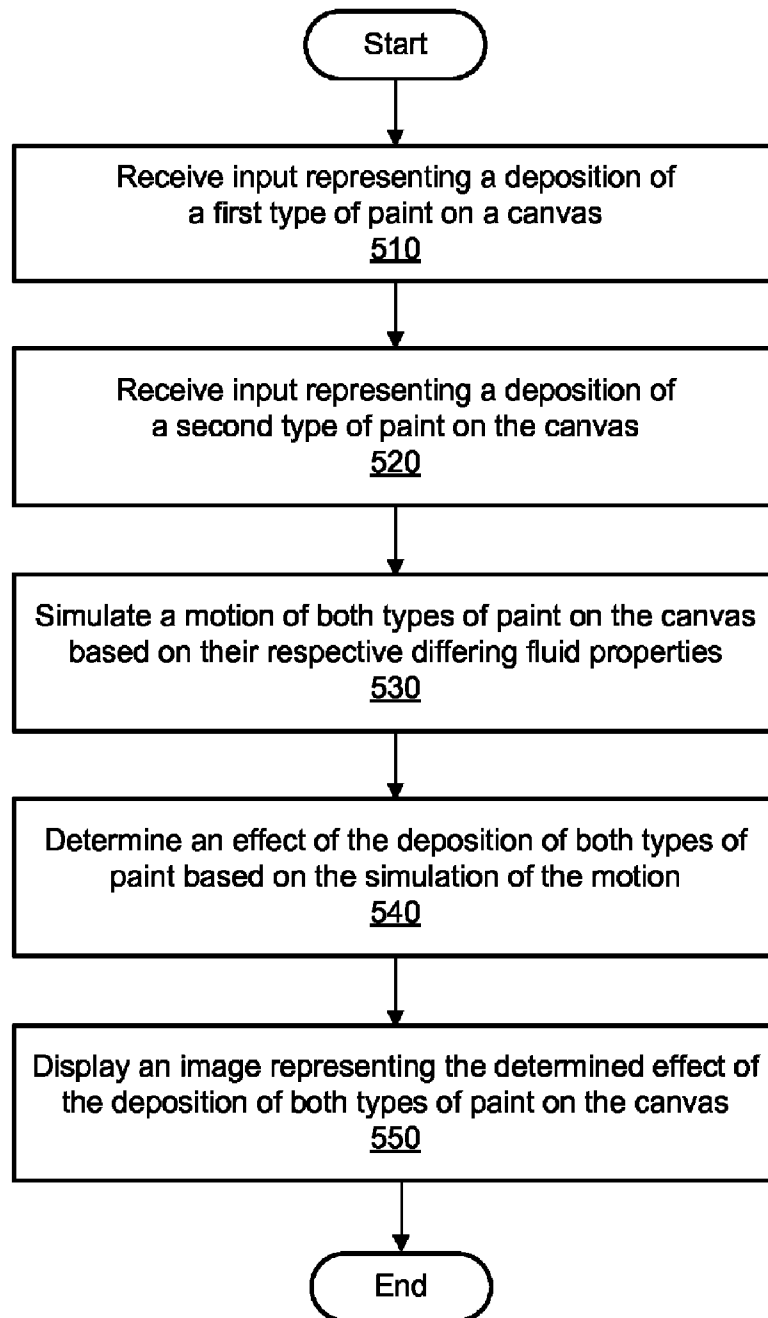 Start
Receive input representing a deposition of
a first type of paint on a canvas
510
Receive input representing a deposition of
a second type of paint on the canvas
520
Simulate a motion of both types of paint on the canvas
based on their respective differing fluid properties
530
Determine an effect of the deposition of both types of
paint based on the simulation of the motion
540
Display an image representing the determined effect of
the deposition of both types of paint on the canvas
550
End